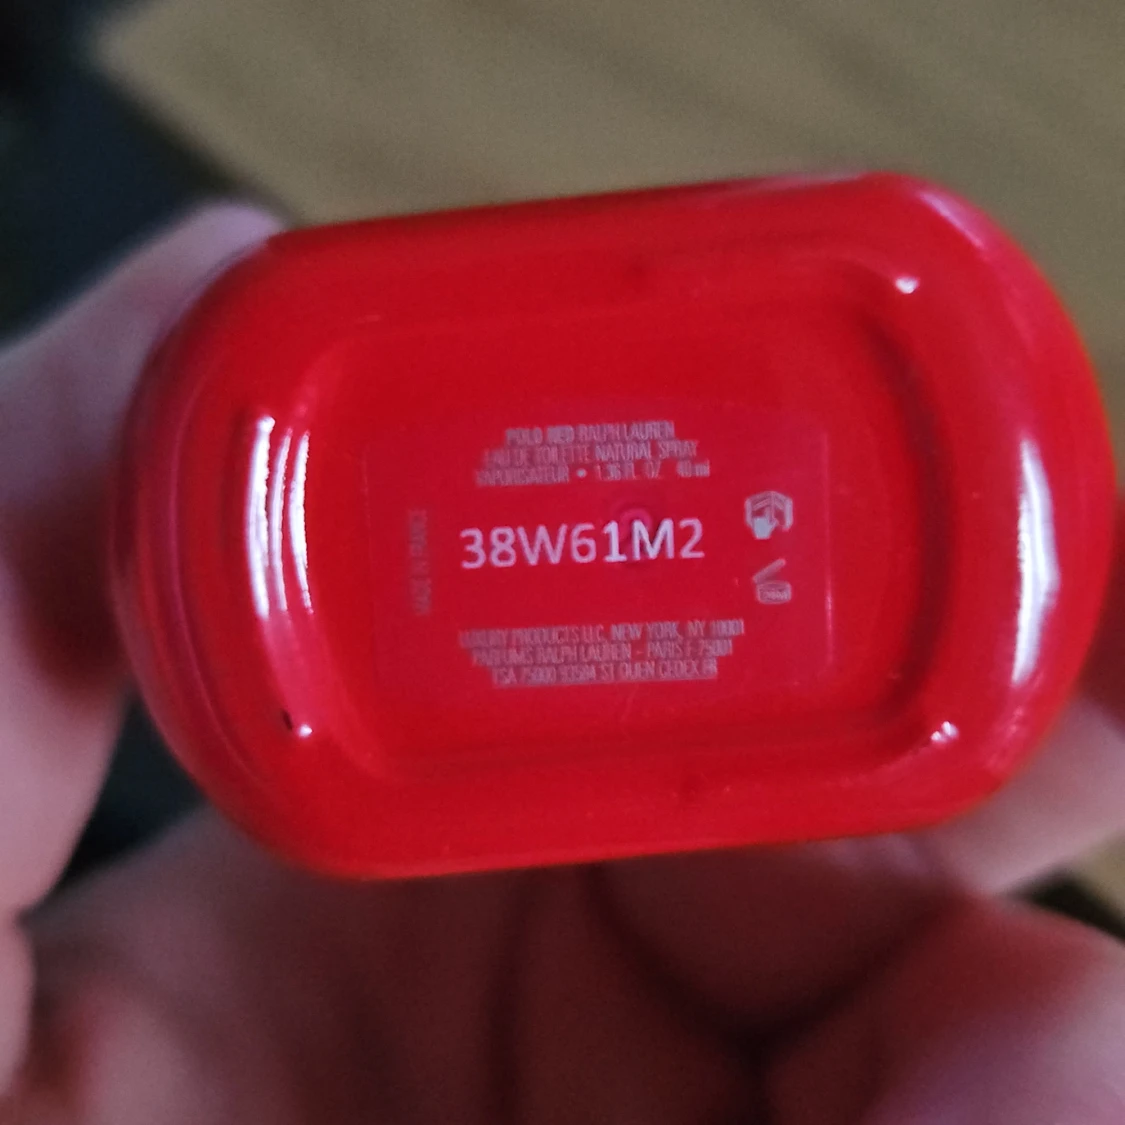 POLO RED RALPH LAUREN
EAU DE TOILETTE NATURAL SPRAY
VAPORISATEUR • 1.36 FL. OZ. 40 ml
MADE IN FRANCE
38W61M2
LUXURY PRODUCTS LLC, NEW YORK, NY 10001
PARFUMS RALPH LAUREN - PARIS F 75001
TSA 75000 93584 ST OUEN CEDEX FR